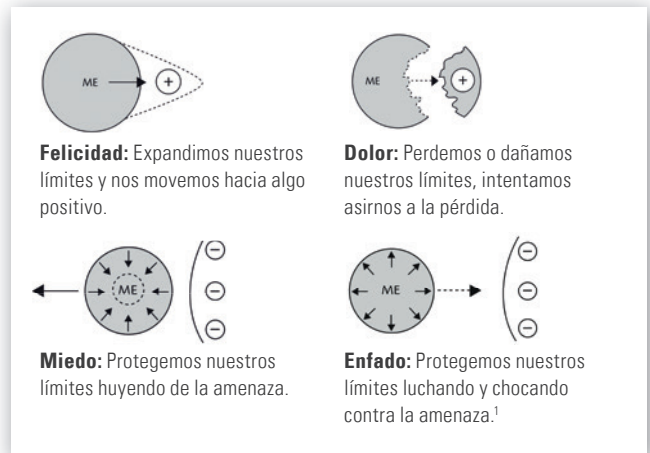 ME
+
Felicidad: Expandimos nuestros
límites y nos movemos hacia algo
positivo.
ME
+
Dolor: Perdemos o dañamos
nuestros límites, intentamos
asirnos a la pérdida.
ME
−
−
−
Miedo: Protegemos nuestros
límites huyendo de la amenaza.
ME
−
−
−
Enfado: Protegemos nuestros
límites luchando y chocando
contra la amenaza.¹